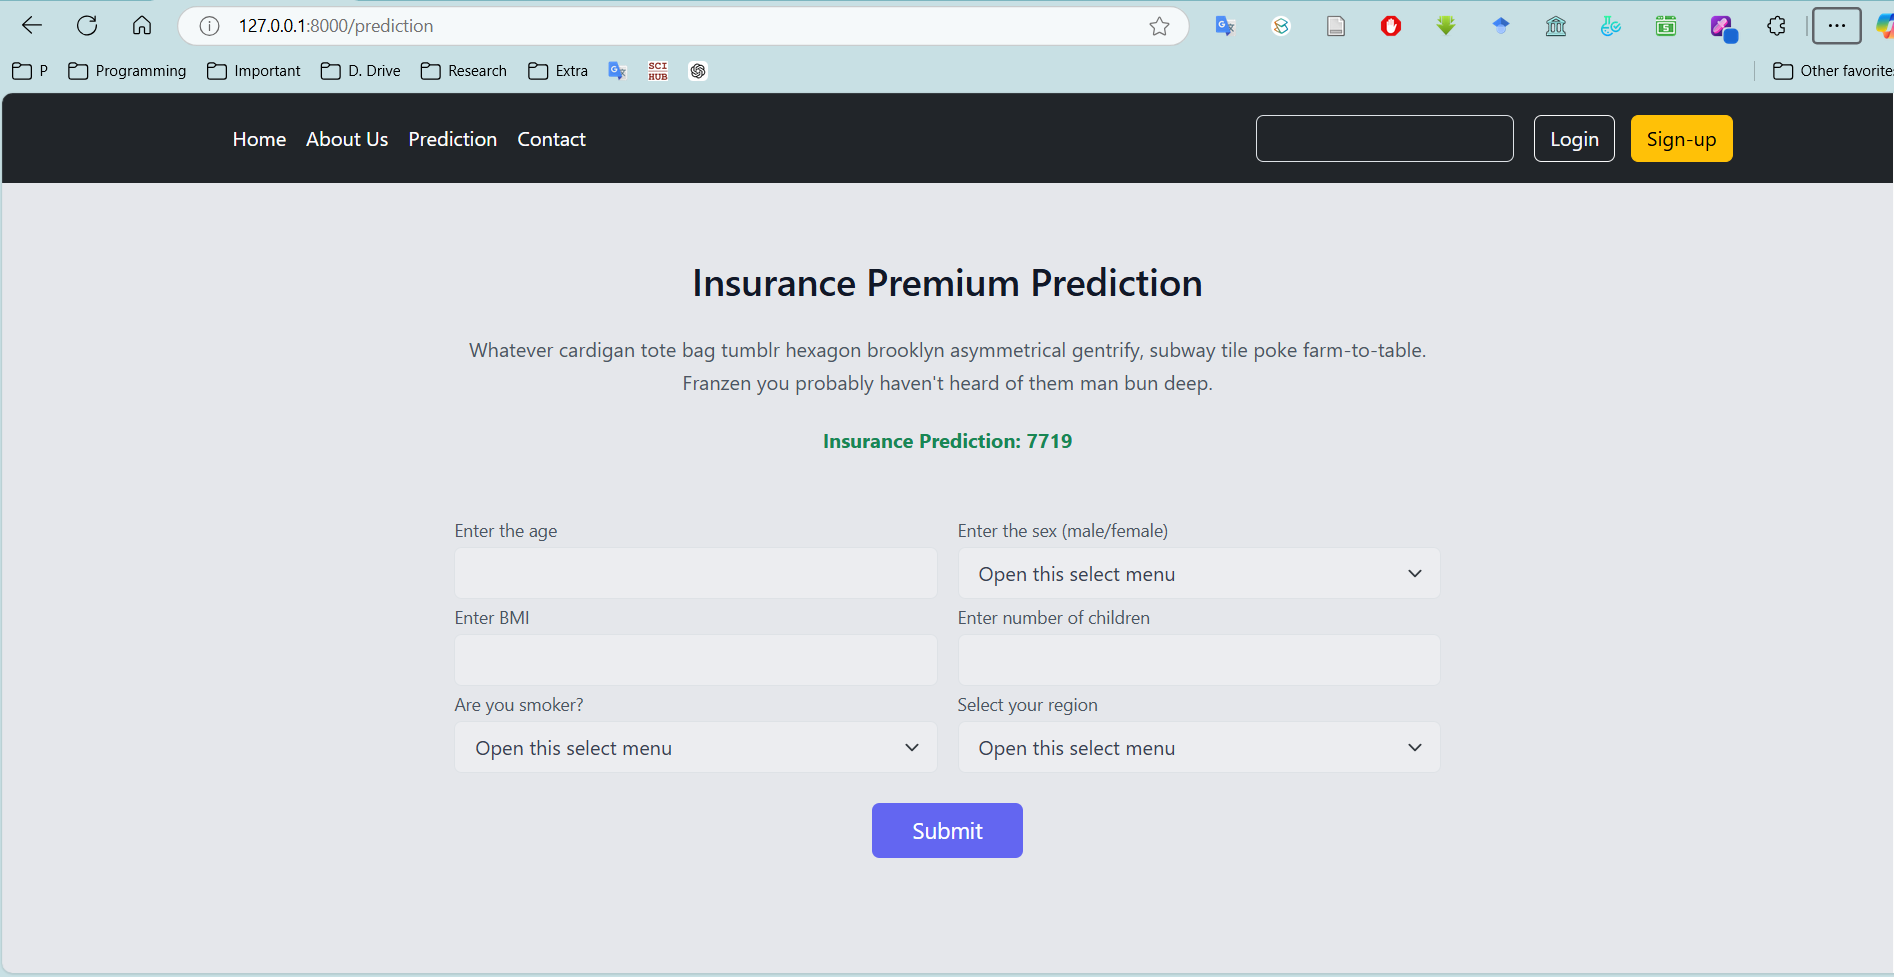 127.0.0.1:8000/prediction
P Programming Important D. Drive Research Extra SCI HUB Other favorites
Home About Us Prediction Contact Login Sign-up
Insurance Premium Prediction
Whatever cardigan tote bag tumblr hexagon brooklyn asymmetrical gentrify, subway tile poke farm-to-table.
Franzen you probably haven't heard of them man bun deep.
Insurance Prediction: 7719
Enter the age Enter the sex (male/female)
Open this select menu
Enter BMI Enter number of children
Are you smoker? Select your region
Open this select menu Open this select menu
Submit